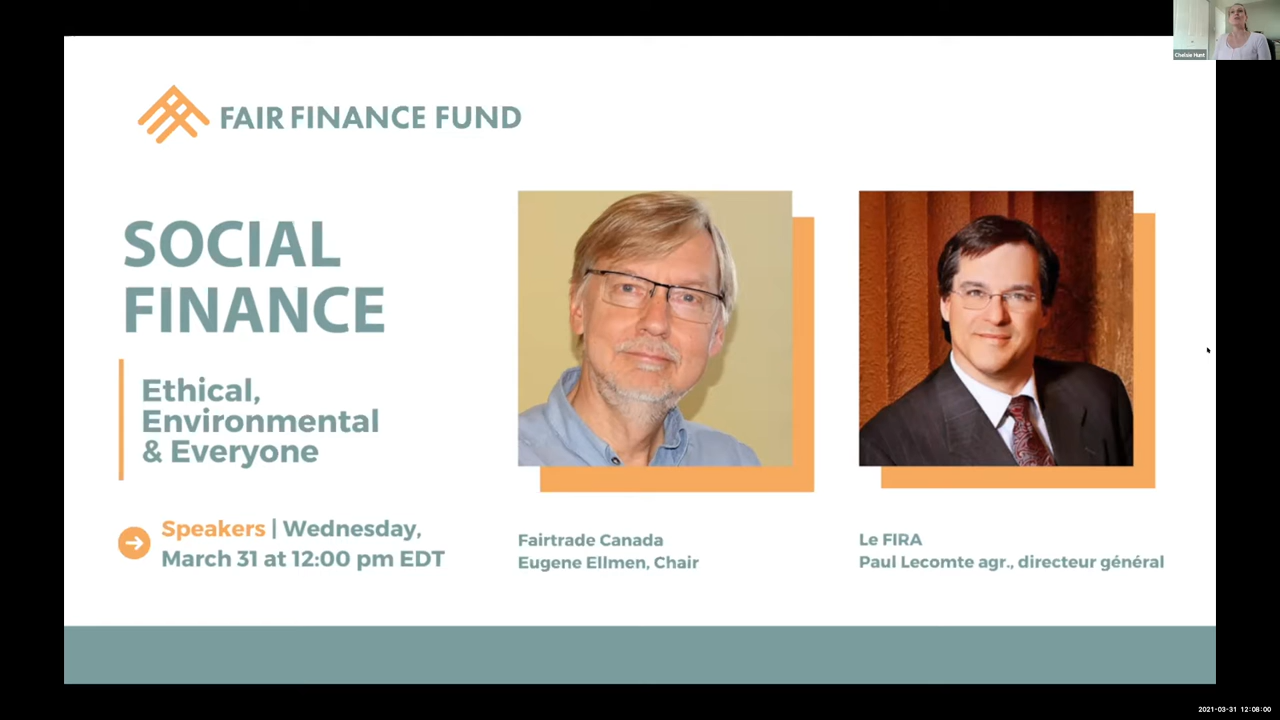 Chelsie Hunt
FAIR FINANCE FUND
SOCIAL
FINANCE
Ethical,
Environmental
& Everyone
Speakers | Wednesday,
March 31 at 12:00 pm EDT
Fairtrade Canada
Eugene Ellmen, Chair
Le FIRA
Paul Lecomte agr., directeur général
2021-03-31 12:08:00